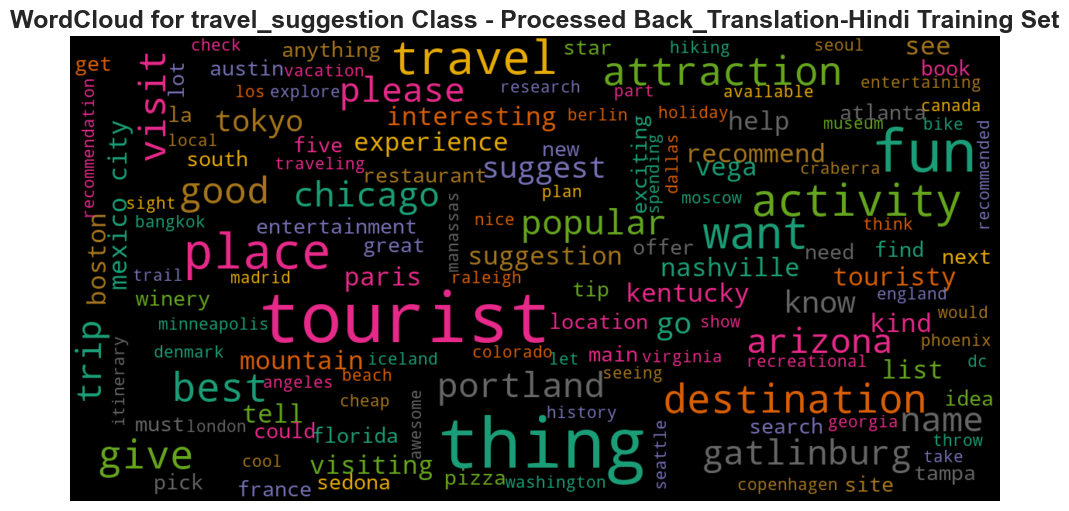 WordCloud for travel_suggestion Class - Processed Back_Translation-Hindi Training Set
check
anything
travel
star
hiking
seoul
see
get
visit
lot
austin
vacation
please
research
attraction
book
entertaining
recommendation
los
explore
part
available
la
tokyo
interesting
berlin
holiday
help
atlanta
canada
local
five
experience
new
exciting
spending
dallas
museum
bike
fun
recommended
mexico city
south
traveling
restaurant
suggest
recommend
vega
craberra
sight
good
chicago
plan
moscow
activity
bangkok
entertainment
manassas
nice
popular
want
think
boston
place
great
suggestion
offer
need
find
next
trail
madrid
paris
raleigh
nashville
touristy
winery
tourist
tip
kentucky
know
england
minneapolis
location
go
show
arizona
kind
would
trip
itinerary
denmark
mountain
iceland
colorado
let
main
virginia
recreational
phoenix
dc
best
angeles
beach
portland
seeing
destination
list
idea
tell
cheap
awesome
thing
history
seattle
search
georgia
name
must
london
could
florida
throw
give
cool
visiting
pizza
gatlinburg
take
pick
france
sedona
washington
copenhagen
site
tampa